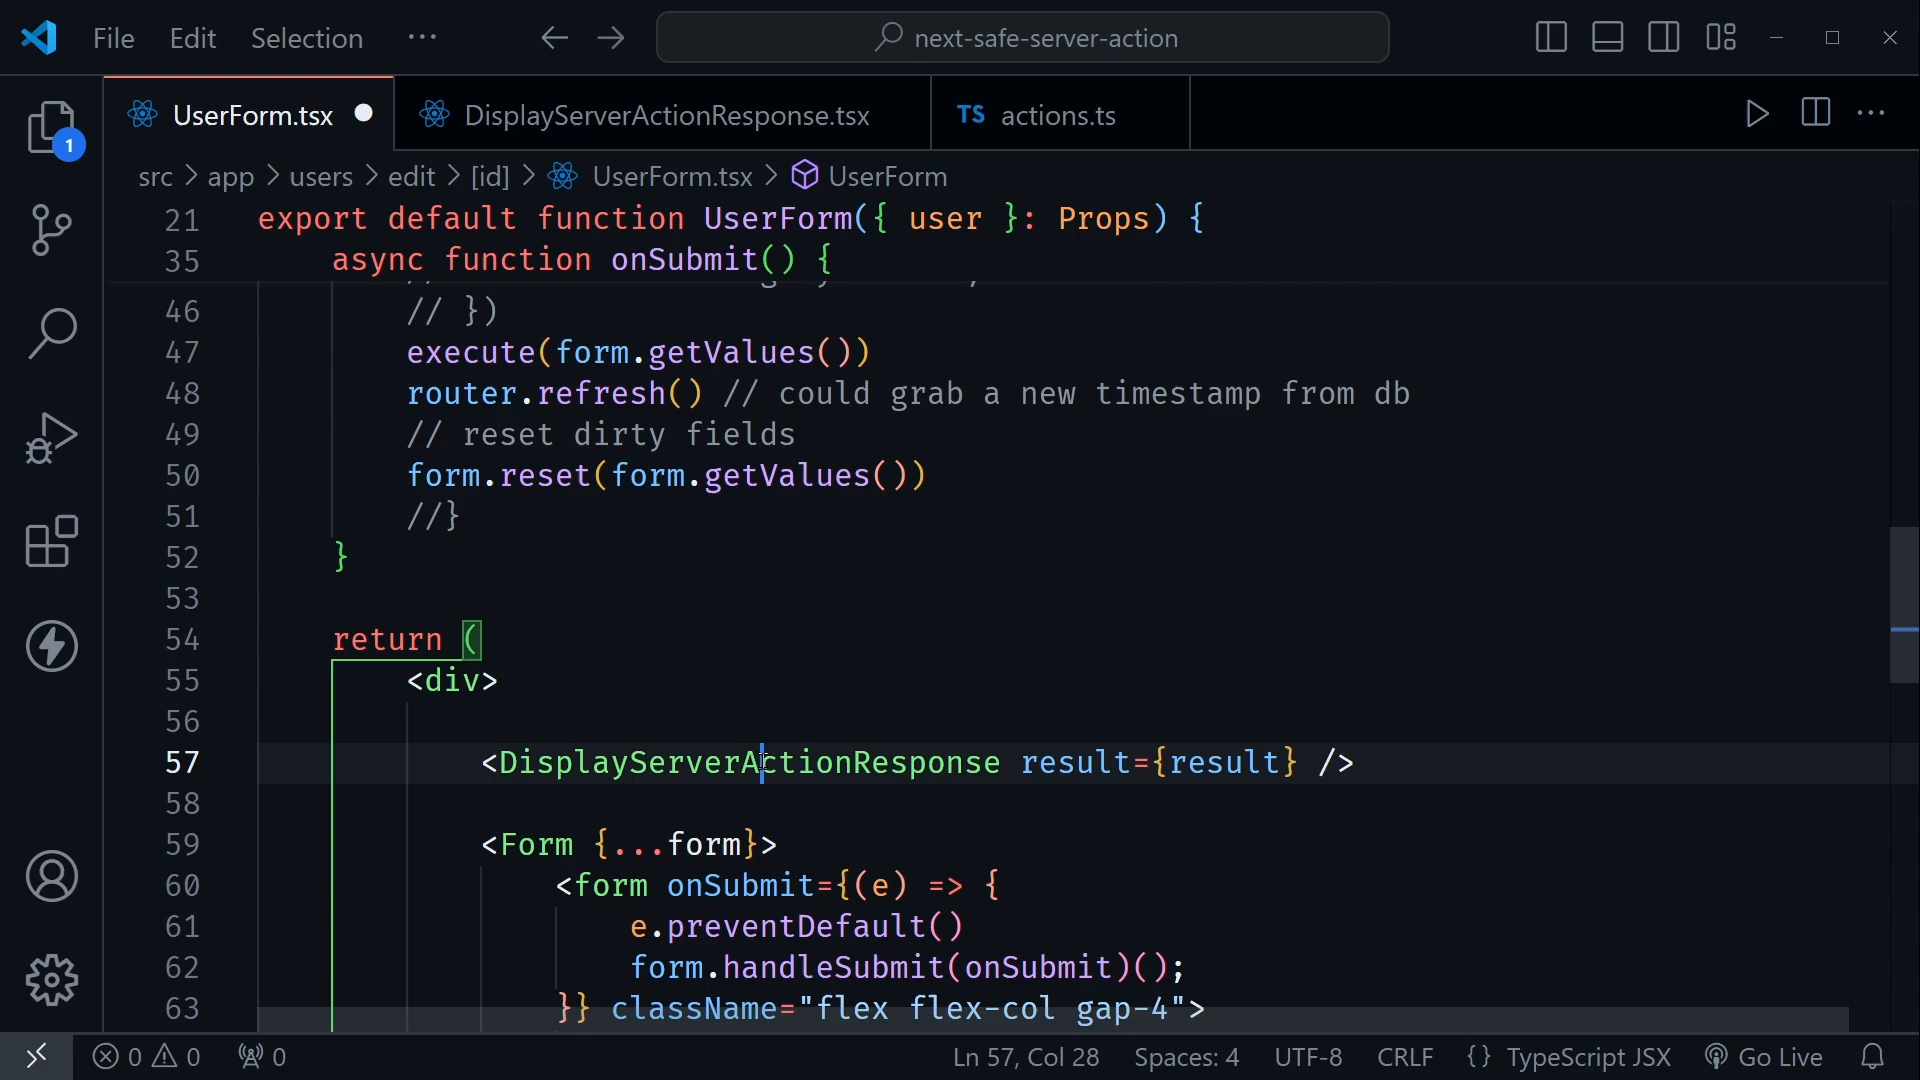 File Edit Selection ··· next-safe-server-action
UserForm.tsx DisplayServerActionResponse.tsx TS actions.ts ···
1
src > app > users > edit > [id] > UserForm.tsx > UserForm
21 export default function UserForm({ user }: Props) {
35 async function onSubmit() {
46 // })
47 execute(form.getValues())
48 router.refresh() // could grab a new timestamp from db
49 // reset dirty fields
50 form.reset(form.getValues())
51 //}
52 }
53
54 return (
55 <div>
56
57 <DisplayServerActionResponse result={result} />
58
59 <Form {...form}>
60 <form onSubmit={(e) => {
61 e.preventDefault()
62 form.handleSubmit(onSubmit)();
63 }} className="flex flex-col gap-4">
0 0 0 Ln 57, Col 28 Spaces: 4 UTF-8 CRLF {} TypeScript JSX Go Live